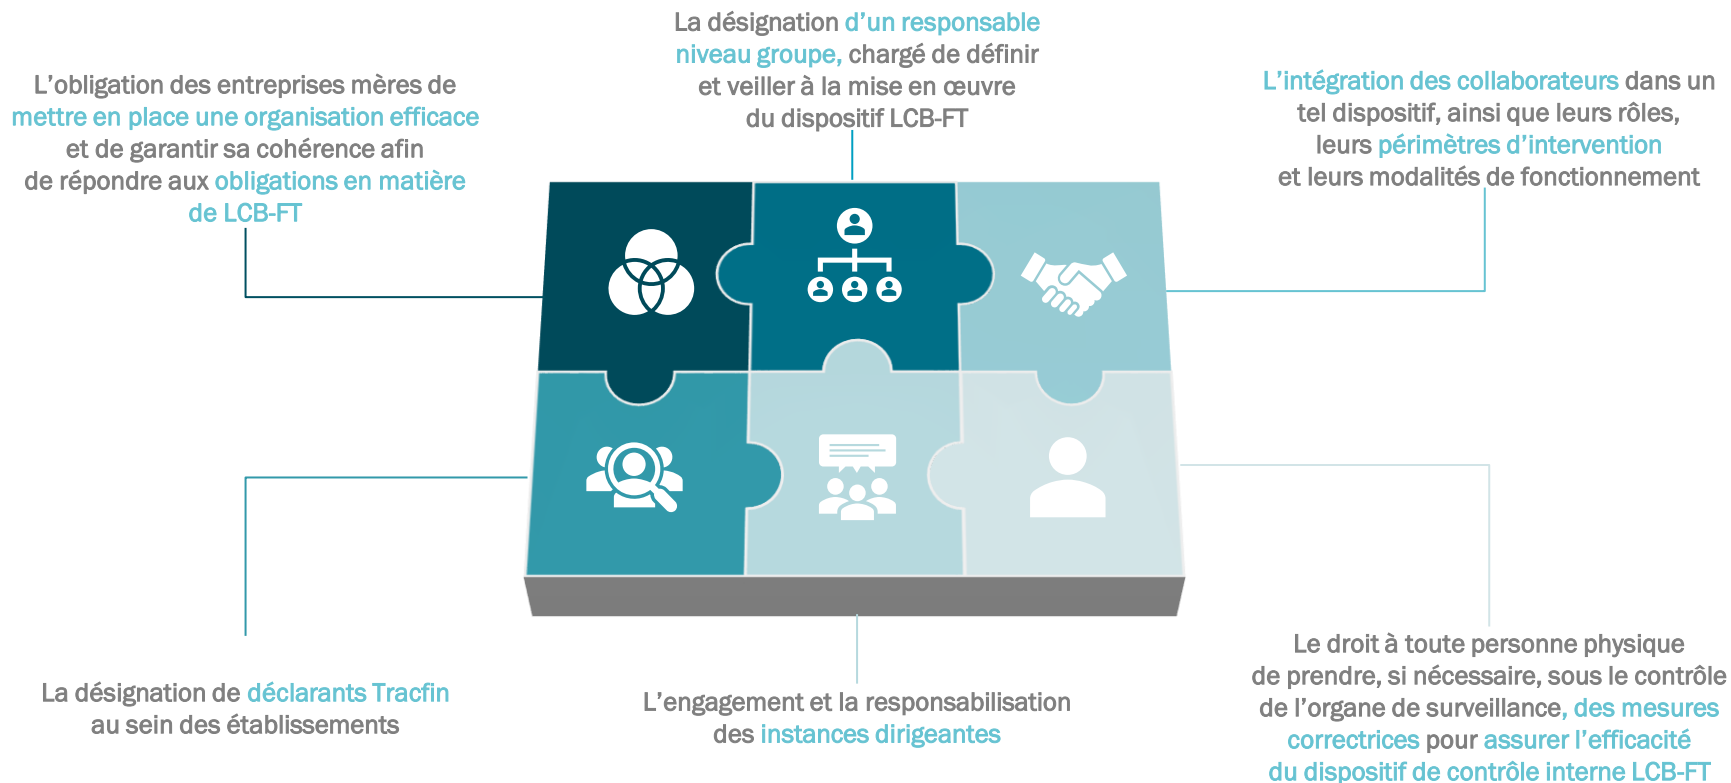 L’obligation des entreprises mères de
mettre en place une organisation efficace
et de garantir sa cohérence afin
de répondre aux obligations en matière
de LCB-FT
La désignation d’un responsable
niveau groupe, chargé de définir
et veiller à la mise en œuvre
du dispositif LCB-FT
L’intégration des collaborateurs dans un
tel dispositif, ainsi que leurs rôles,
leurs périmètres d’intervention
et leurs modalités de fonctionnement
La désignation de déclarants Tracfin
au sein des établissements
L’engagement et la responsabilisation
des instances dirigeantes
Le droit à toute personne physique
de prendre, si nécessaire, sous le contrôle
de l’organe de surveillance, des mesures
correctrices pour assurer l’efficacité
du dispositif de contrôle interne LCB-FT